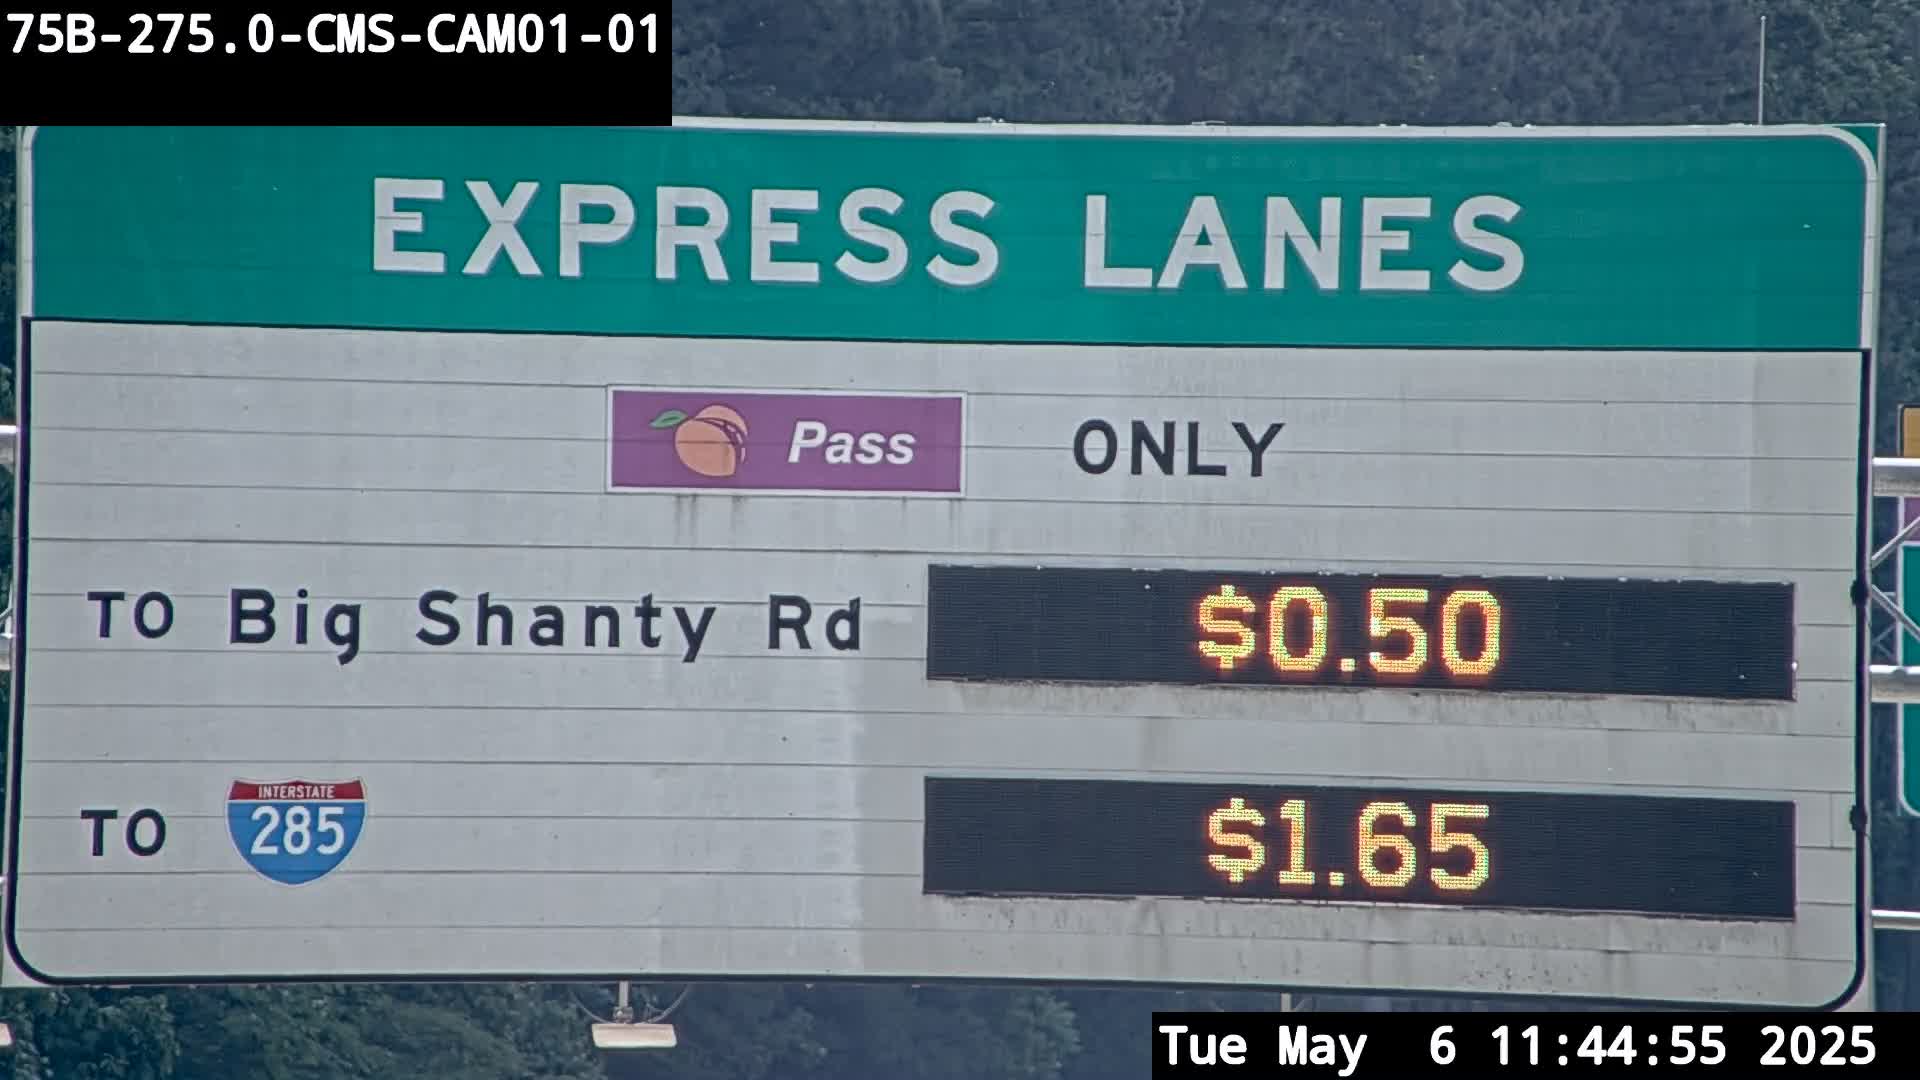 75B-275.0-CMS-CAM01-01
EXPRESS LANES
Pass ONLY
TO Big Shanty Rd $0.50
INTERSTATE
TO 285 $1.65
Tue May 6 11:44:55 2025